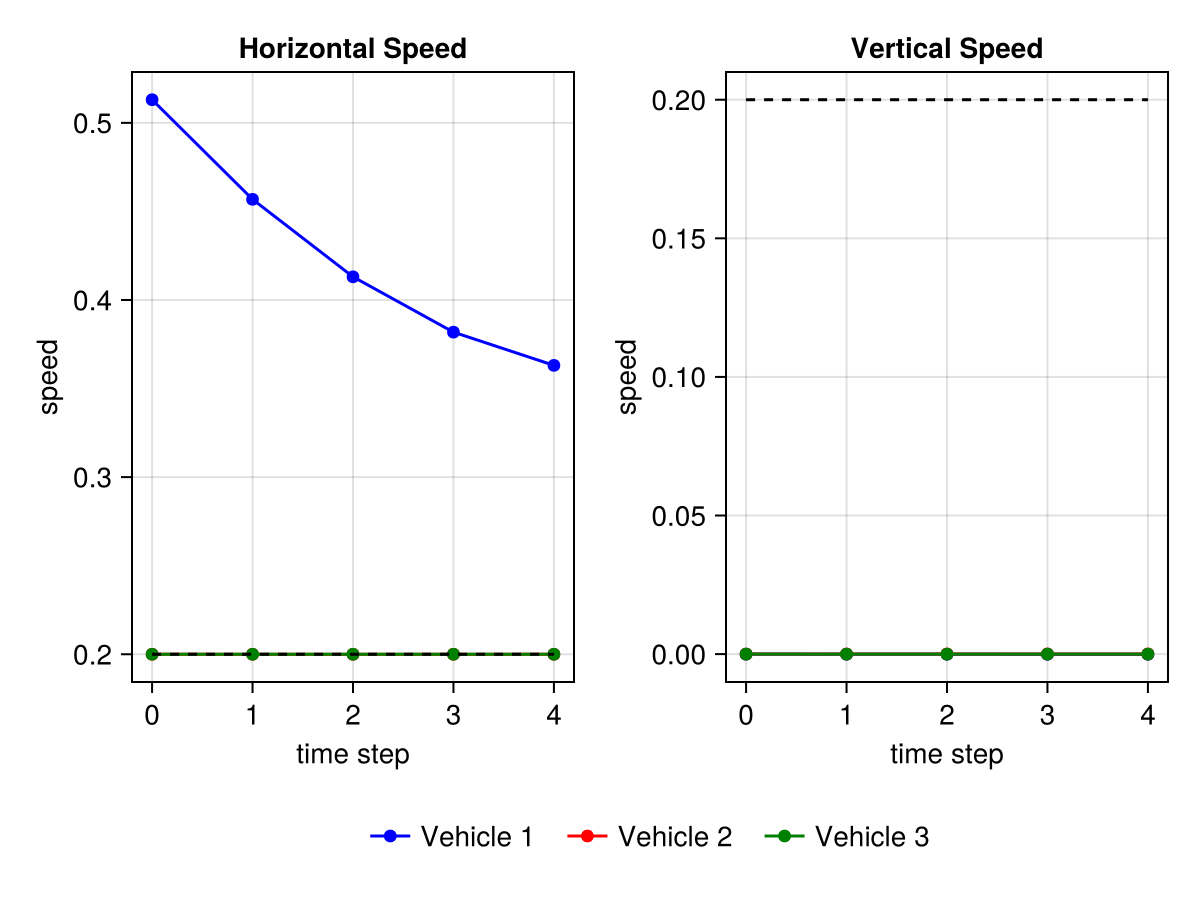 Horizontal Speed
0.5
0.4
0.3
0.2
speed
0 1 2 3 4
time step
Vertical Speed
0.20
0.15
0.10
0.05
0.00
speed
0 1 2 3 4
time step
Vehicle 1 Vehicle 2 Vehicle 3